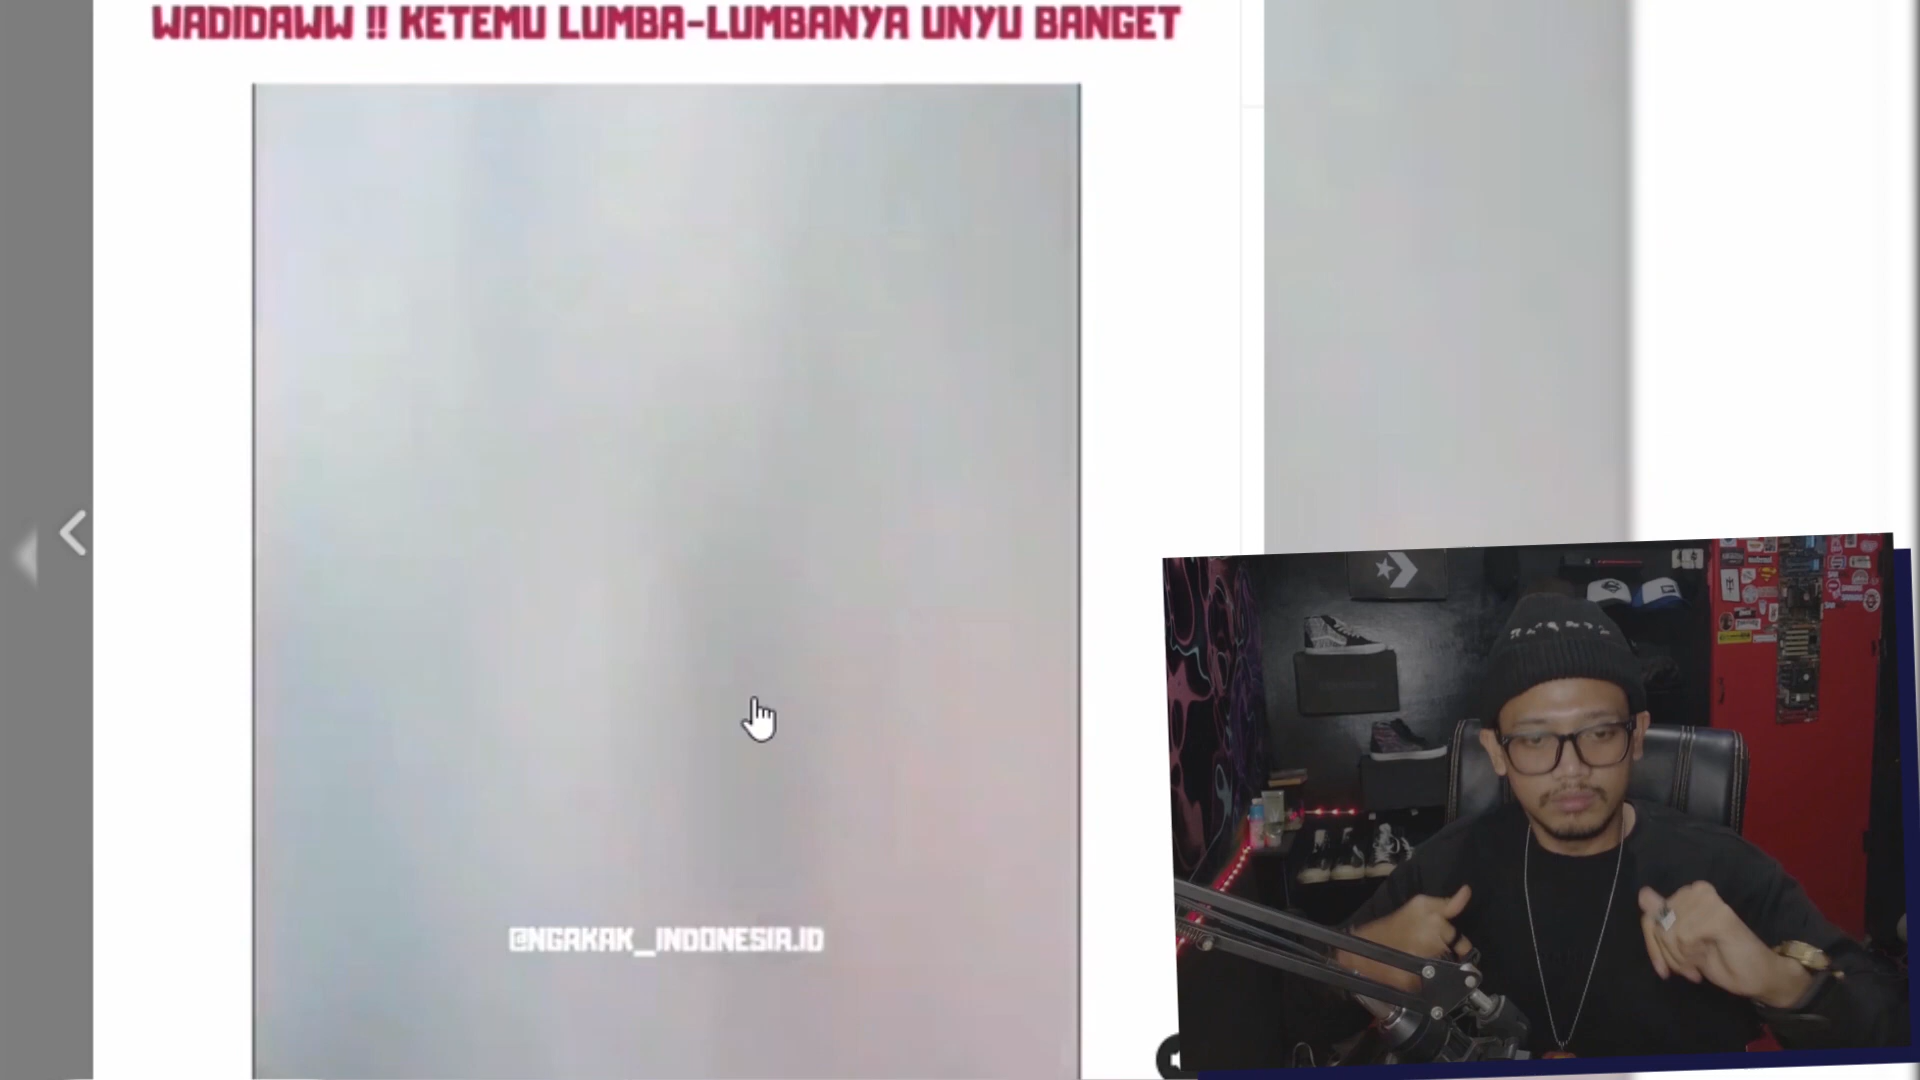 WADIDAWW !! KETEMU LUMBA-LUMBANYA UNYU BANGET
@NGAKAK_INDONESIA.ID